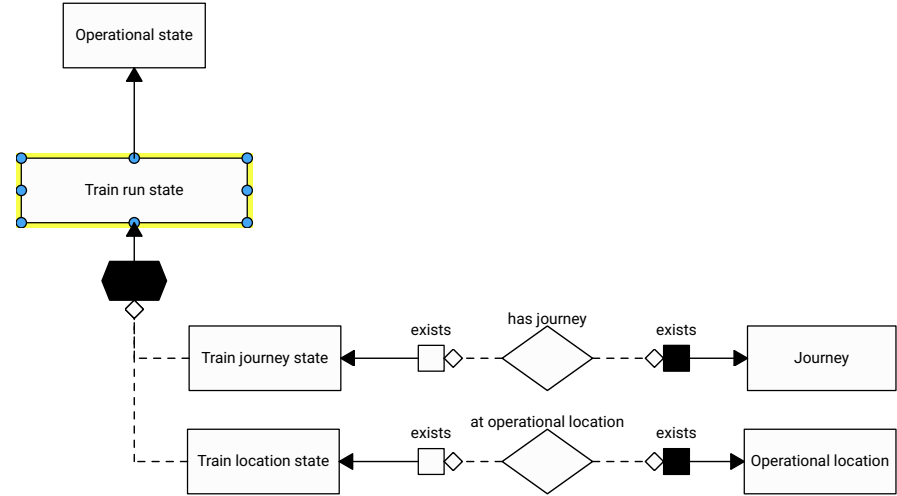 Operational state
Train run state
has journey
exists
exists
Train journey state
Journey
at operational location
exists
exists
Train location state
Operational location